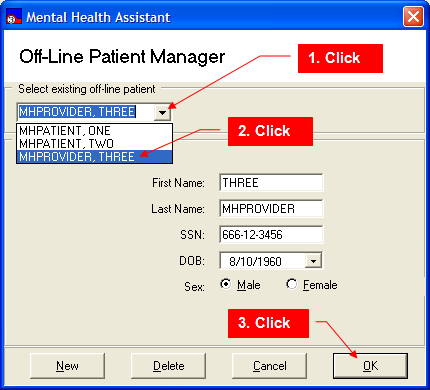 Mental Health Assistant
Off-Line Patient Manager
1. Click
Select existing off-line patient
MHPROVIDER, THREE
2. Click
MHPATIENT, ONE
MHPATIENT, TWO
MHPROVIDER, THREE
First Name: THREE
Last Name: MHPROVIDER
SSN: 666-12-3456
DOB: 8/10/1960
Sex: Male Female
3. Click
New Delete Cancel OK